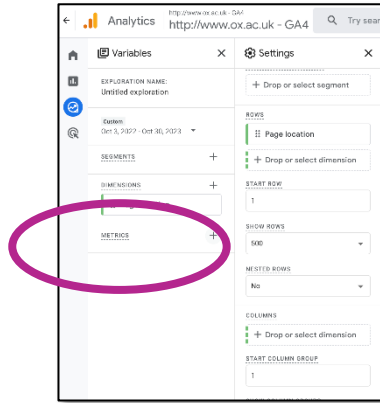 http://www.ox.ac.uk - GA4
Analytics
http://www.ox.ac.uk - GA4
Try sear
Variables
Settings
EXPLORATION NAME:
Untitled exploration
Custom
Oct 3, 2022 - Oct 30, 2023
SEGMENTS
DIMENSIONS
METRICS
Drop or select segment
ROWS
Page location
Drop or select dimension
START ROW
1
SHOW ROWS
500
NESTED ROWS
No
COLUMNS
Drop or select dimension
START COLUMN GROUP
1